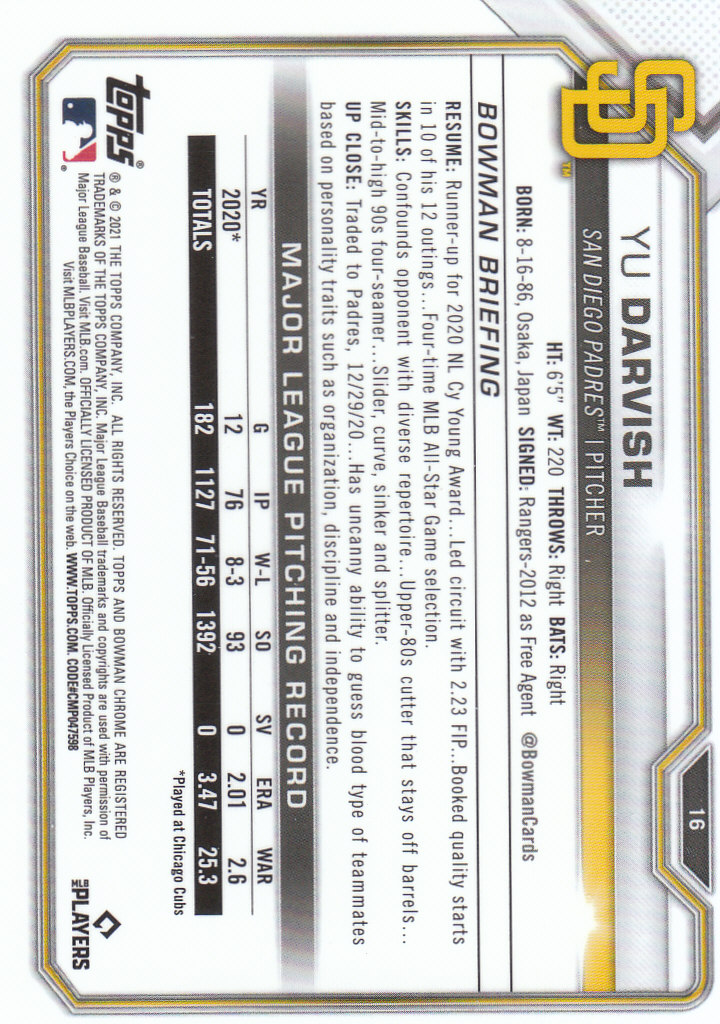 16
SD™
YU DARVISH
SAN DIEGO PADRES™ | PITCHER
HT: 6'5" WT: 220 THROWS: Right BATS: Right
BORN: 8-16-86, Osaka, Japan SIGNED: Rangers-2012 as Free Agent @BowmanCards
BOWMAN BRIEFING
RESUME: Runner-up for 2020 NL Cy Young Award...Led circuit with 2.23 FIP...Booked quality starts
in 10 of his 12 outings...Four-time MLB All-Star Game selection.
SKILLS: Confounds opponent with diverse repertoire...Upper-80s cutter that stays off barrels...
Mid-to-high 90s four-seamer...Slider, curve, sinker and splitter.
UP CLOSE: Traded to Padres, 12/29/20...Has uncanny ability to guess blood type of teammates
based on personality traits such as organization, discipline and independence.
MAJOR LEAGUE PITCHING RECORD
YR G IP W-L SO SV ERA WAR
2020* 12 76 8-3 93 0 2.01 2.6
TOTALS 182 1127 71-56 1392 0 3.47 25.3
*Played at Chicago Cubs
topps®
® & © 2021 THE TOPPS COMPANY, INC. ALL RIGHTS RESERVED. TOPPS AND BOWMAN CHROME ARE REGISTERED
TRADEMARKS OF THE TOPPS COMPANY, INC. Major League Baseball trademarks and copyrights are used with permission of
Major League Baseball. Visit MLB.com. OFFICIALLY LICENSED PRODUCT OF MLB. Officially Licensed Product of MLB Players, Inc.
Visit MLBPLAYERS.COM, the Players Choice on the web. WWW.TOPPS.COM. CODE#CMP047598
MLB PLAYERS